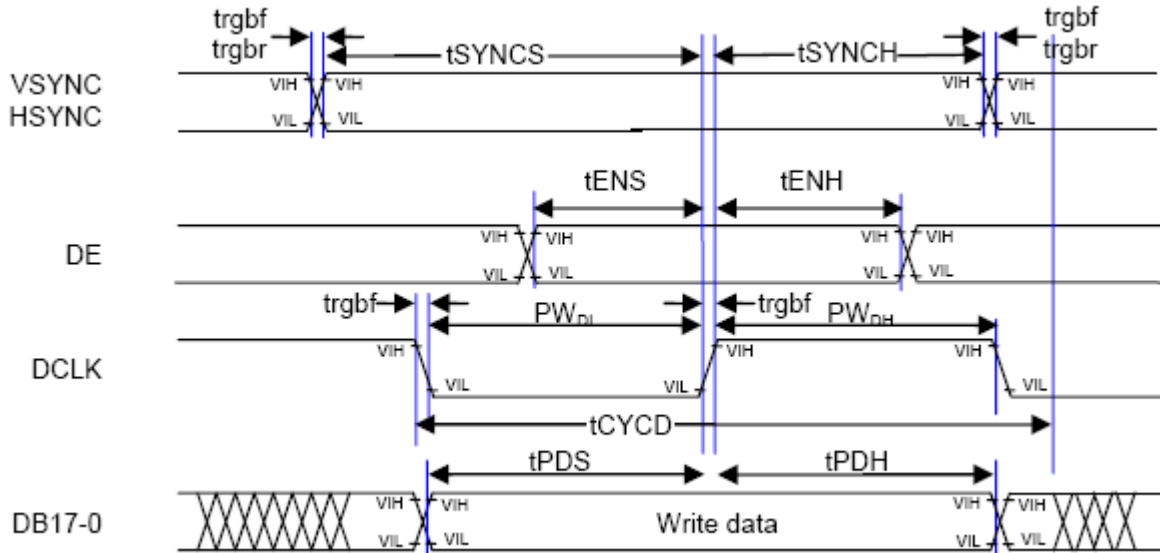 trgbf trgbf
trgbr tSYNCS tSYNCH trgbr
VSYNC VIH VIH VIH VIH
HSYNC VIL VIL VIL VIL
tENS tENH
VIH VIH VIH VIH
DE
VIL VIL VIL VIL
trgbf PWDL trgbf PWDH
VIH VIH VIH
DCLK
VIL VIL VIL
tCYCD
tPDS tPDH
VIH VIH VIH VIH
DB17-0 Write data
VIL VIL VIL VIL